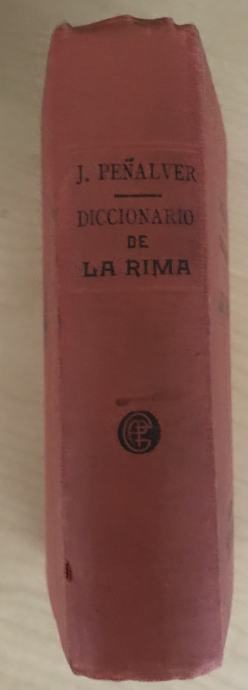 J. PEÑALVER
DICCIONARIO
DE
LA RIMA